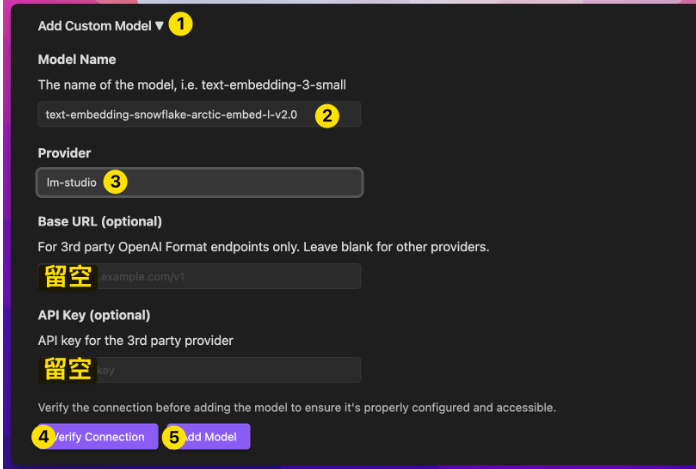 Add Custom Model ▼ 1
Model Name
The name of the model, i.e. text-embedding-3-small
text-embedding-snowflake-arctic-embed-l-v2.0 2
Provider
lm-studio 3
Base URL (optional)
For 3rd party OpenAI Format endpoints only. Leave blank for other providers.
留空 .example.com/v1
API Key (optional)
API key for the 3rd party provider
留空 key
Verify the connection before adding the model to ensure it's properly configured and accessible.
4 Verify Connection 5 Add Model